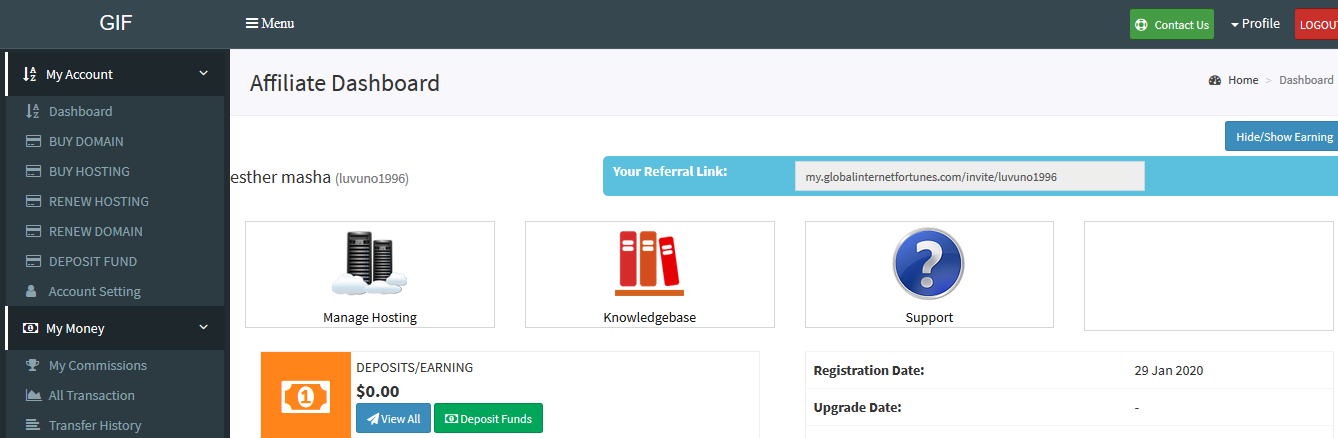 GIF
Menu
Contact Us
Profile
LOGOU
My Account
Dashboard
BUY DOMAIN
BUY HOSTING
RENEW HOSTING
RENEW DOMAIN
DEPOSIT FUND
Account Setting
My Money
My Commissions
All Transaction
Transfer History
Affiliate Dashboard
Home > Dashboard
Hide/Show Earning
esther masha (luvuno1996)
Your Referral Link: my.globalinternetfortunes.com/invite/luvuno1996
Manage Hosting
Knowledgebase
Support
DEPOSITS/EARNING
$0.00
View All
Deposit Funds
Registration Date: 29 Jan 2020
Upgrade Date: -